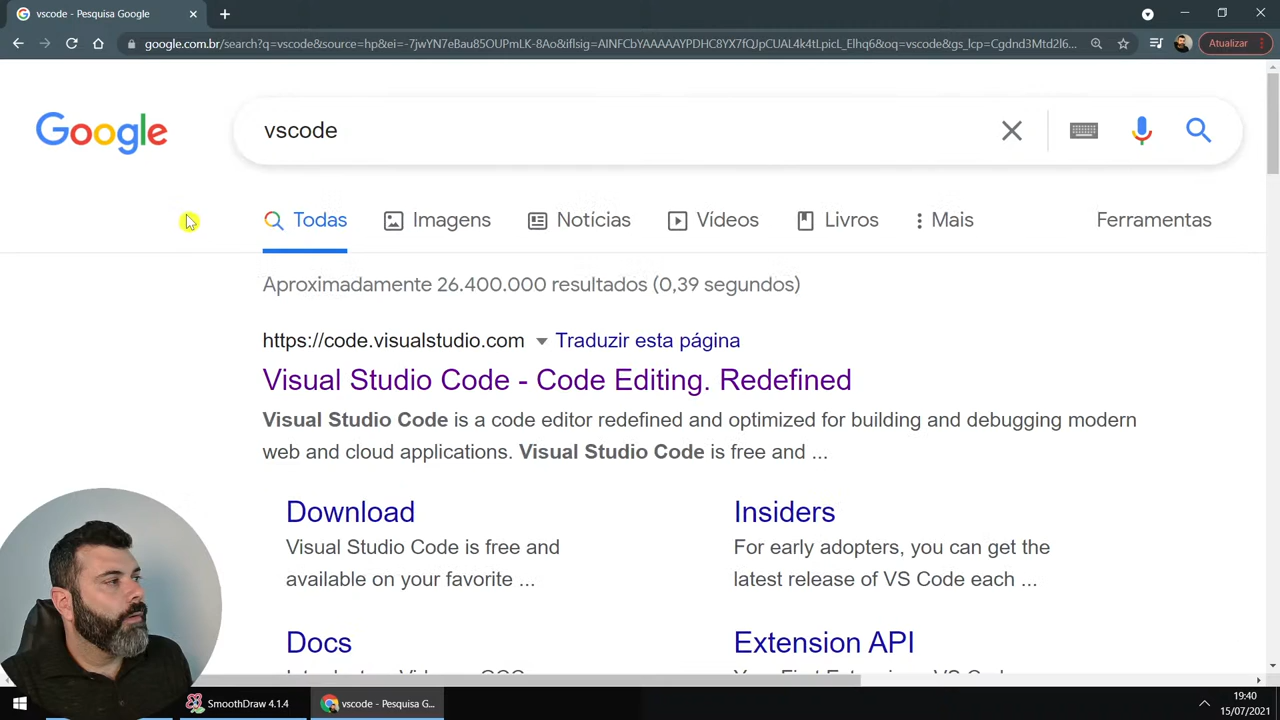 vscode - Pesquisa Google
google.com.br/search?q=vscode&source=hp&ei=-7jwYN7eBau85OUPmLK-8Ao&iflsig=AINFCbYAAAAAYPDHC8YX7fQJpCUAL4k4tLpicL_Elhq6&oq=vscode&gs_lcp=Cgdnd3Mtd2l6...
Atualizar
Google
vscode
Todas
Imagens
Notícias
Vídeos
Livros
Mais
Ferramentas
Aproximadamente 26.400.000 resultados (0,39 segundos)
https://code.visualstudio.com
Traduzir esta página
Visual Studio Code - Code Editing. Redefined
Visual Studio Code is a code editor redefined and optimized for building and debugging modern
web and cloud applications. Visual Studio Code is free and ...
Download
Visual Studio Code is free and
available on your favorite ...
Insiders
For early adopters, you can get the
latest release of VS Code each ...
Docs
Extension API
SmoothDraw 4.1.4
vscode - Pesquisa G...
19:40
15/07/2021